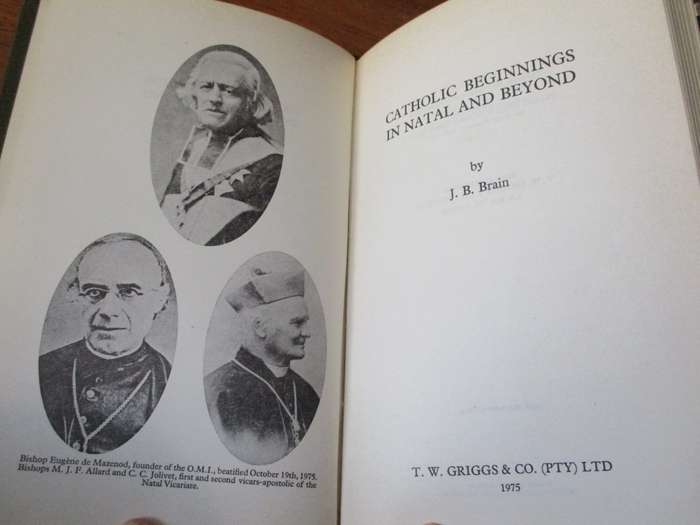 Bishop Eugène de Mazenod, founder of the O.M.I., beatified October 19th, 1975.
Bishops M. J. F. Allard and C. C. Jolivet, first and second vicars-apostolic of the
Natal Vicariate.
CATHOLIC BEGINNINGS
IN NATAL AND BEYOND
by
J. B. Brain
T. W. GRIGGS & CO. (PTY) LTD
1975